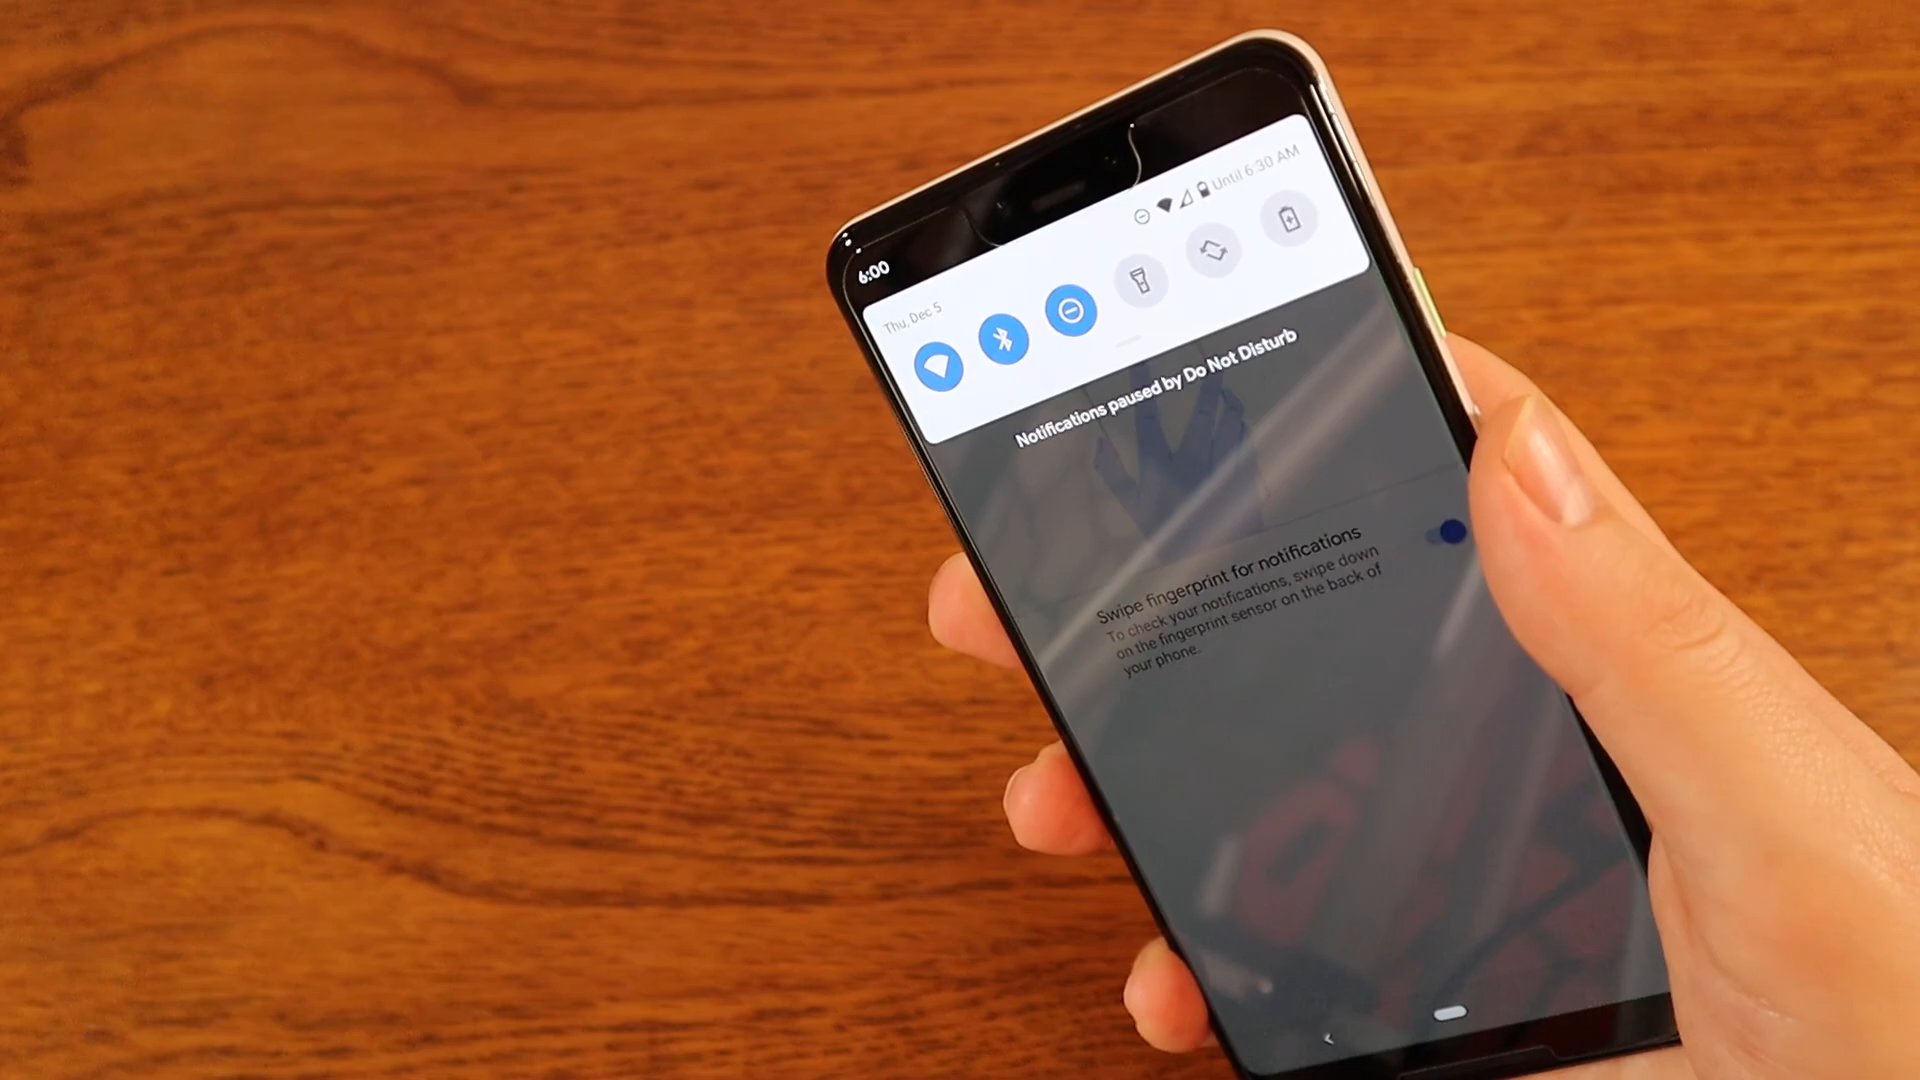 6:00
Until 6:30 AM
Thu, Dec 5
Notifications paused by Do Not Disturb
Swipe fingerprint for notifications
To check your notifications, swipe down
on the fingerprint sensor on the back of
your phone.